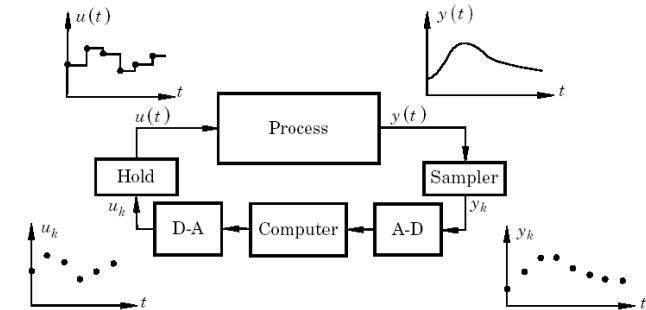 u(t)
y(t)
t
t
u(t)
Process
y(t)
Hold
Sampler
u_k
y_k
D-A
Computer
A-D
u_k
y_k
t
t